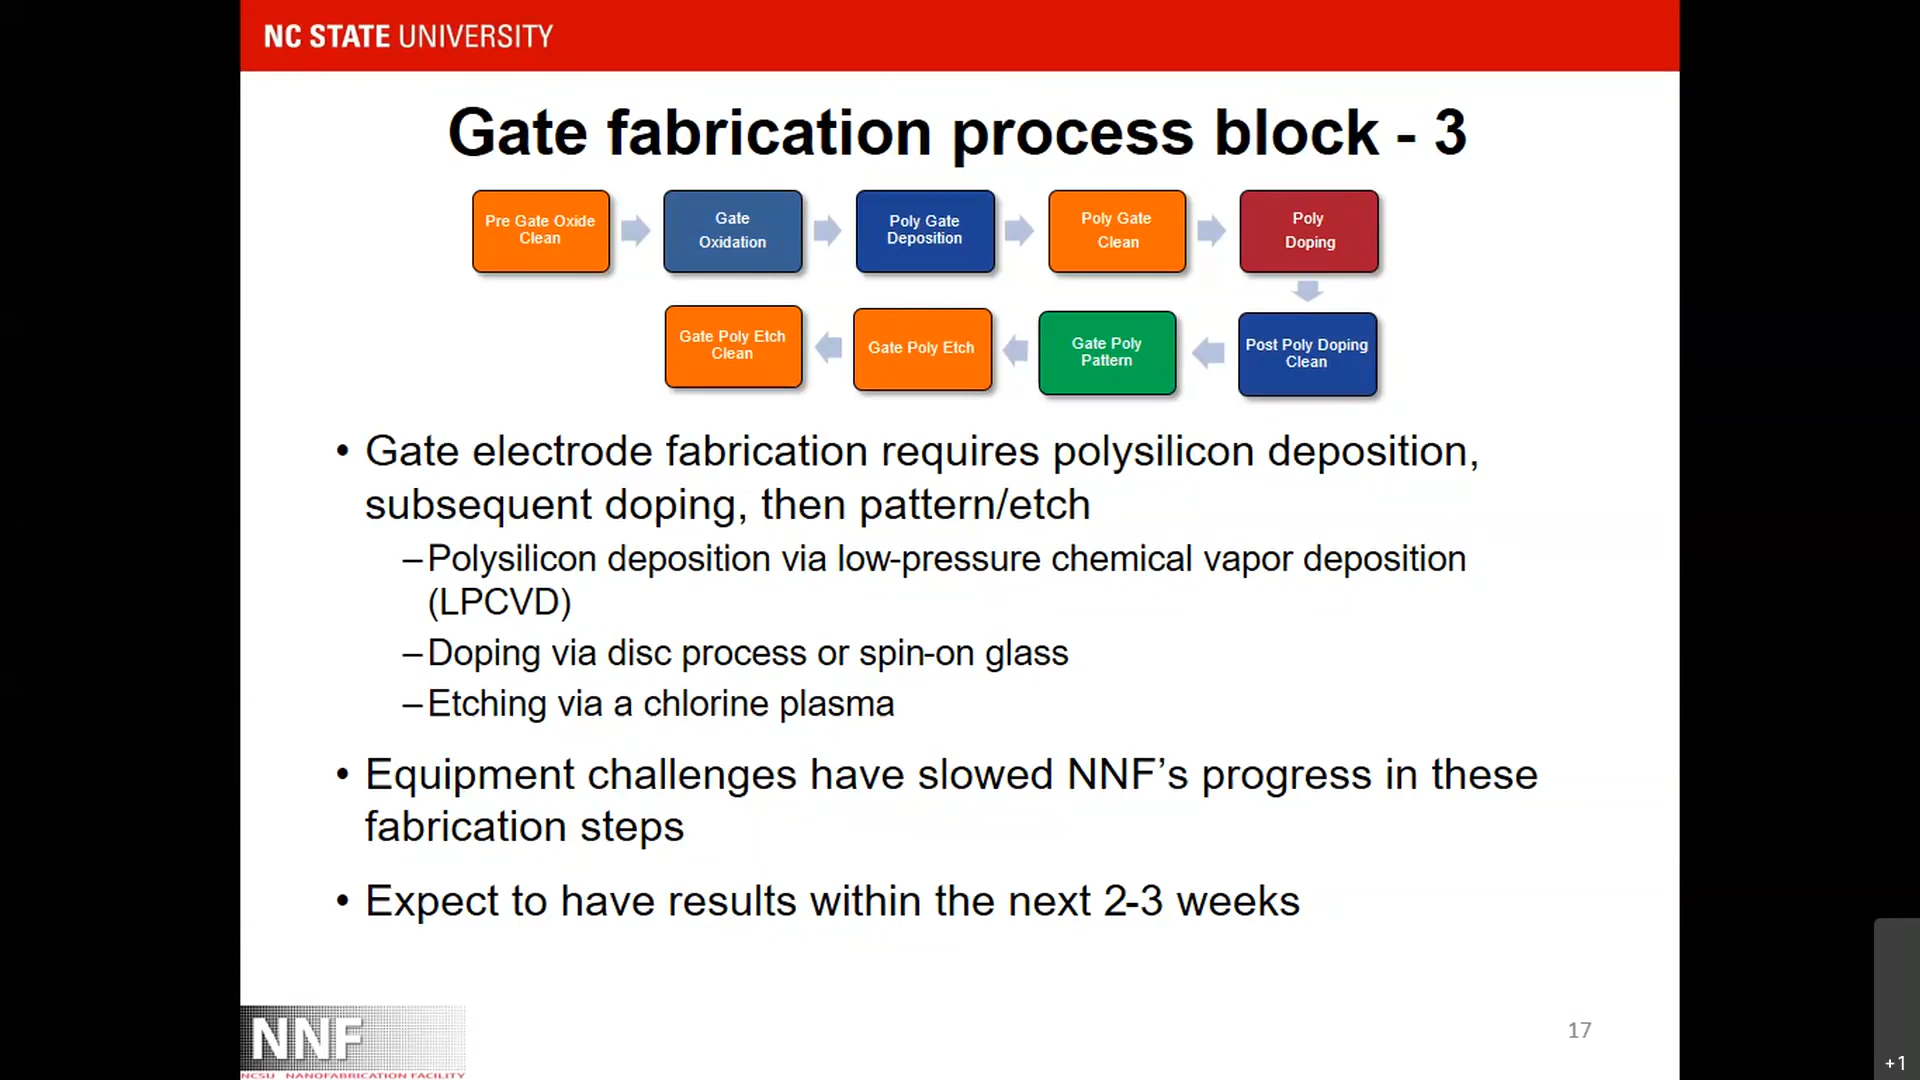 NC STATE UNIVERSITY
Gate fabrication process block - 3
Pre Gate Oxide
Clean
Gate
Oxidation
Poly Gate
Deposition
Poly Gate
Clean
Poly
Doping
Post Poly Doping
Clean
Gate Poly
Pattern
Gate Poly Etch
Gate Poly Etch
Clean
• Gate electrode fabrication requires polysilicon deposition,
subsequent doping, then pattern/etch
–Polysilicon deposition via low-pressure chemical vapor deposition
(LPCVD)
–Doping via disc process or spin-on glass
–Etching via a chlorine plasma
• Equipment challenges have slowed NNF’s progress in these
fabrication steps
• Expect to have results within the next 2-3 weeks
NNF
NCSU NANOFABRICATION FACILITY
17
+1